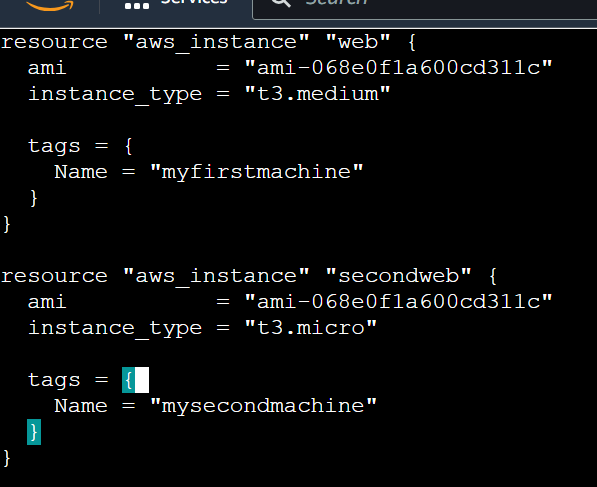 Services
Search
resource "aws_instance" "web" {
  ami           = "ami-068e0f1a600cd311c"
  instance_type = "t3.medium"

  tags = {
    Name = "myfirstmachine"
  }
}

resource "aws_instance" "secondweb" {
  ami           = "ami-068e0f1a600cd311c"
  instance_type = "t3.micro"

  tags = {
    Name = "mysecondmachine"
  }
}